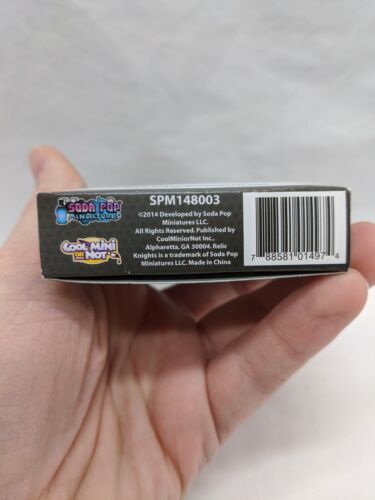 SODA POP
MINIATURES
COOL MINI
OR
NOT
SPM148003
©2014 Developed by Soda Pop
Miniatures LLC.
All Rights Reserved. Published by
CoolMiniorNot Inc.,
Alpharetta, GA 30004. Relic
Knights is a trademark of Soda Pop
Miniatures LLC. Made in China
7 88581 01497 4